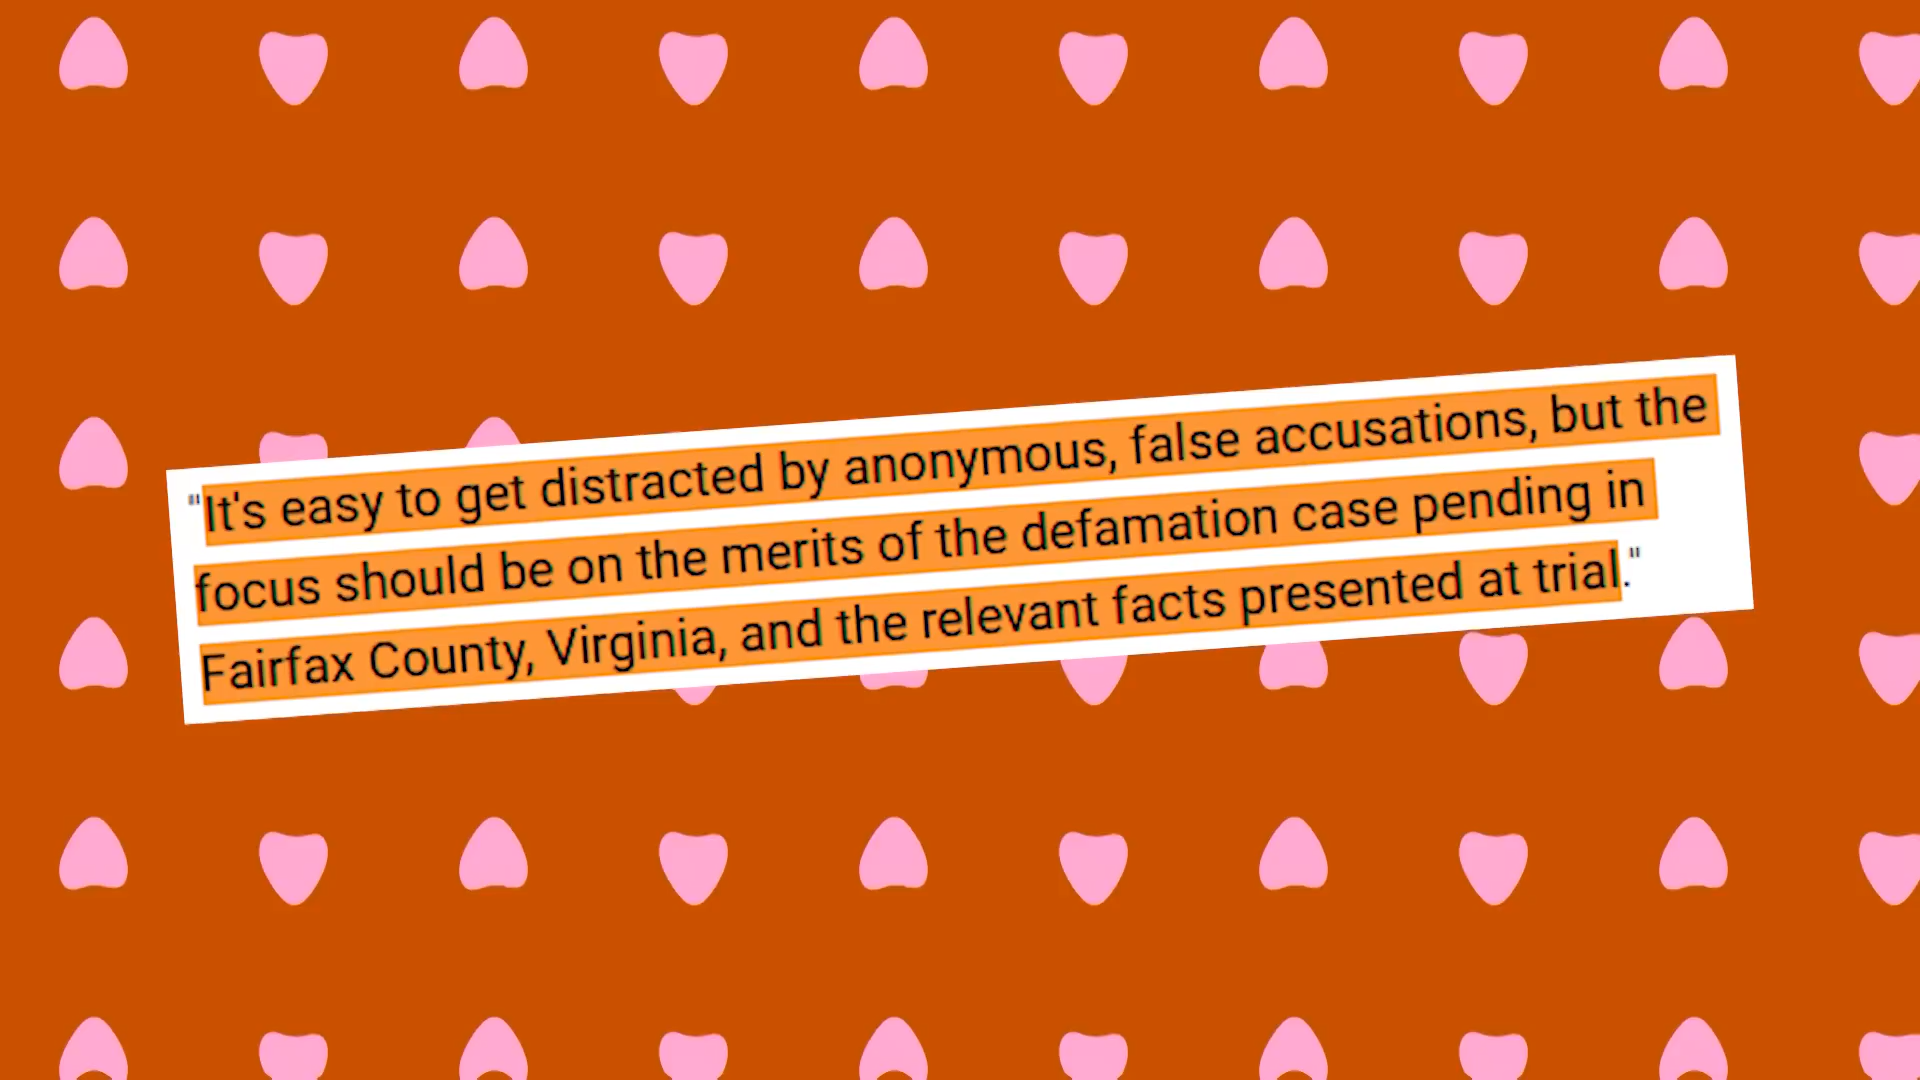 "It's easy to get distracted by anonymous, false accusations, but the
focus should be on the merits of the defamation case pending in
Fairfax County, Virginia, and the relevant facts presented at trial."